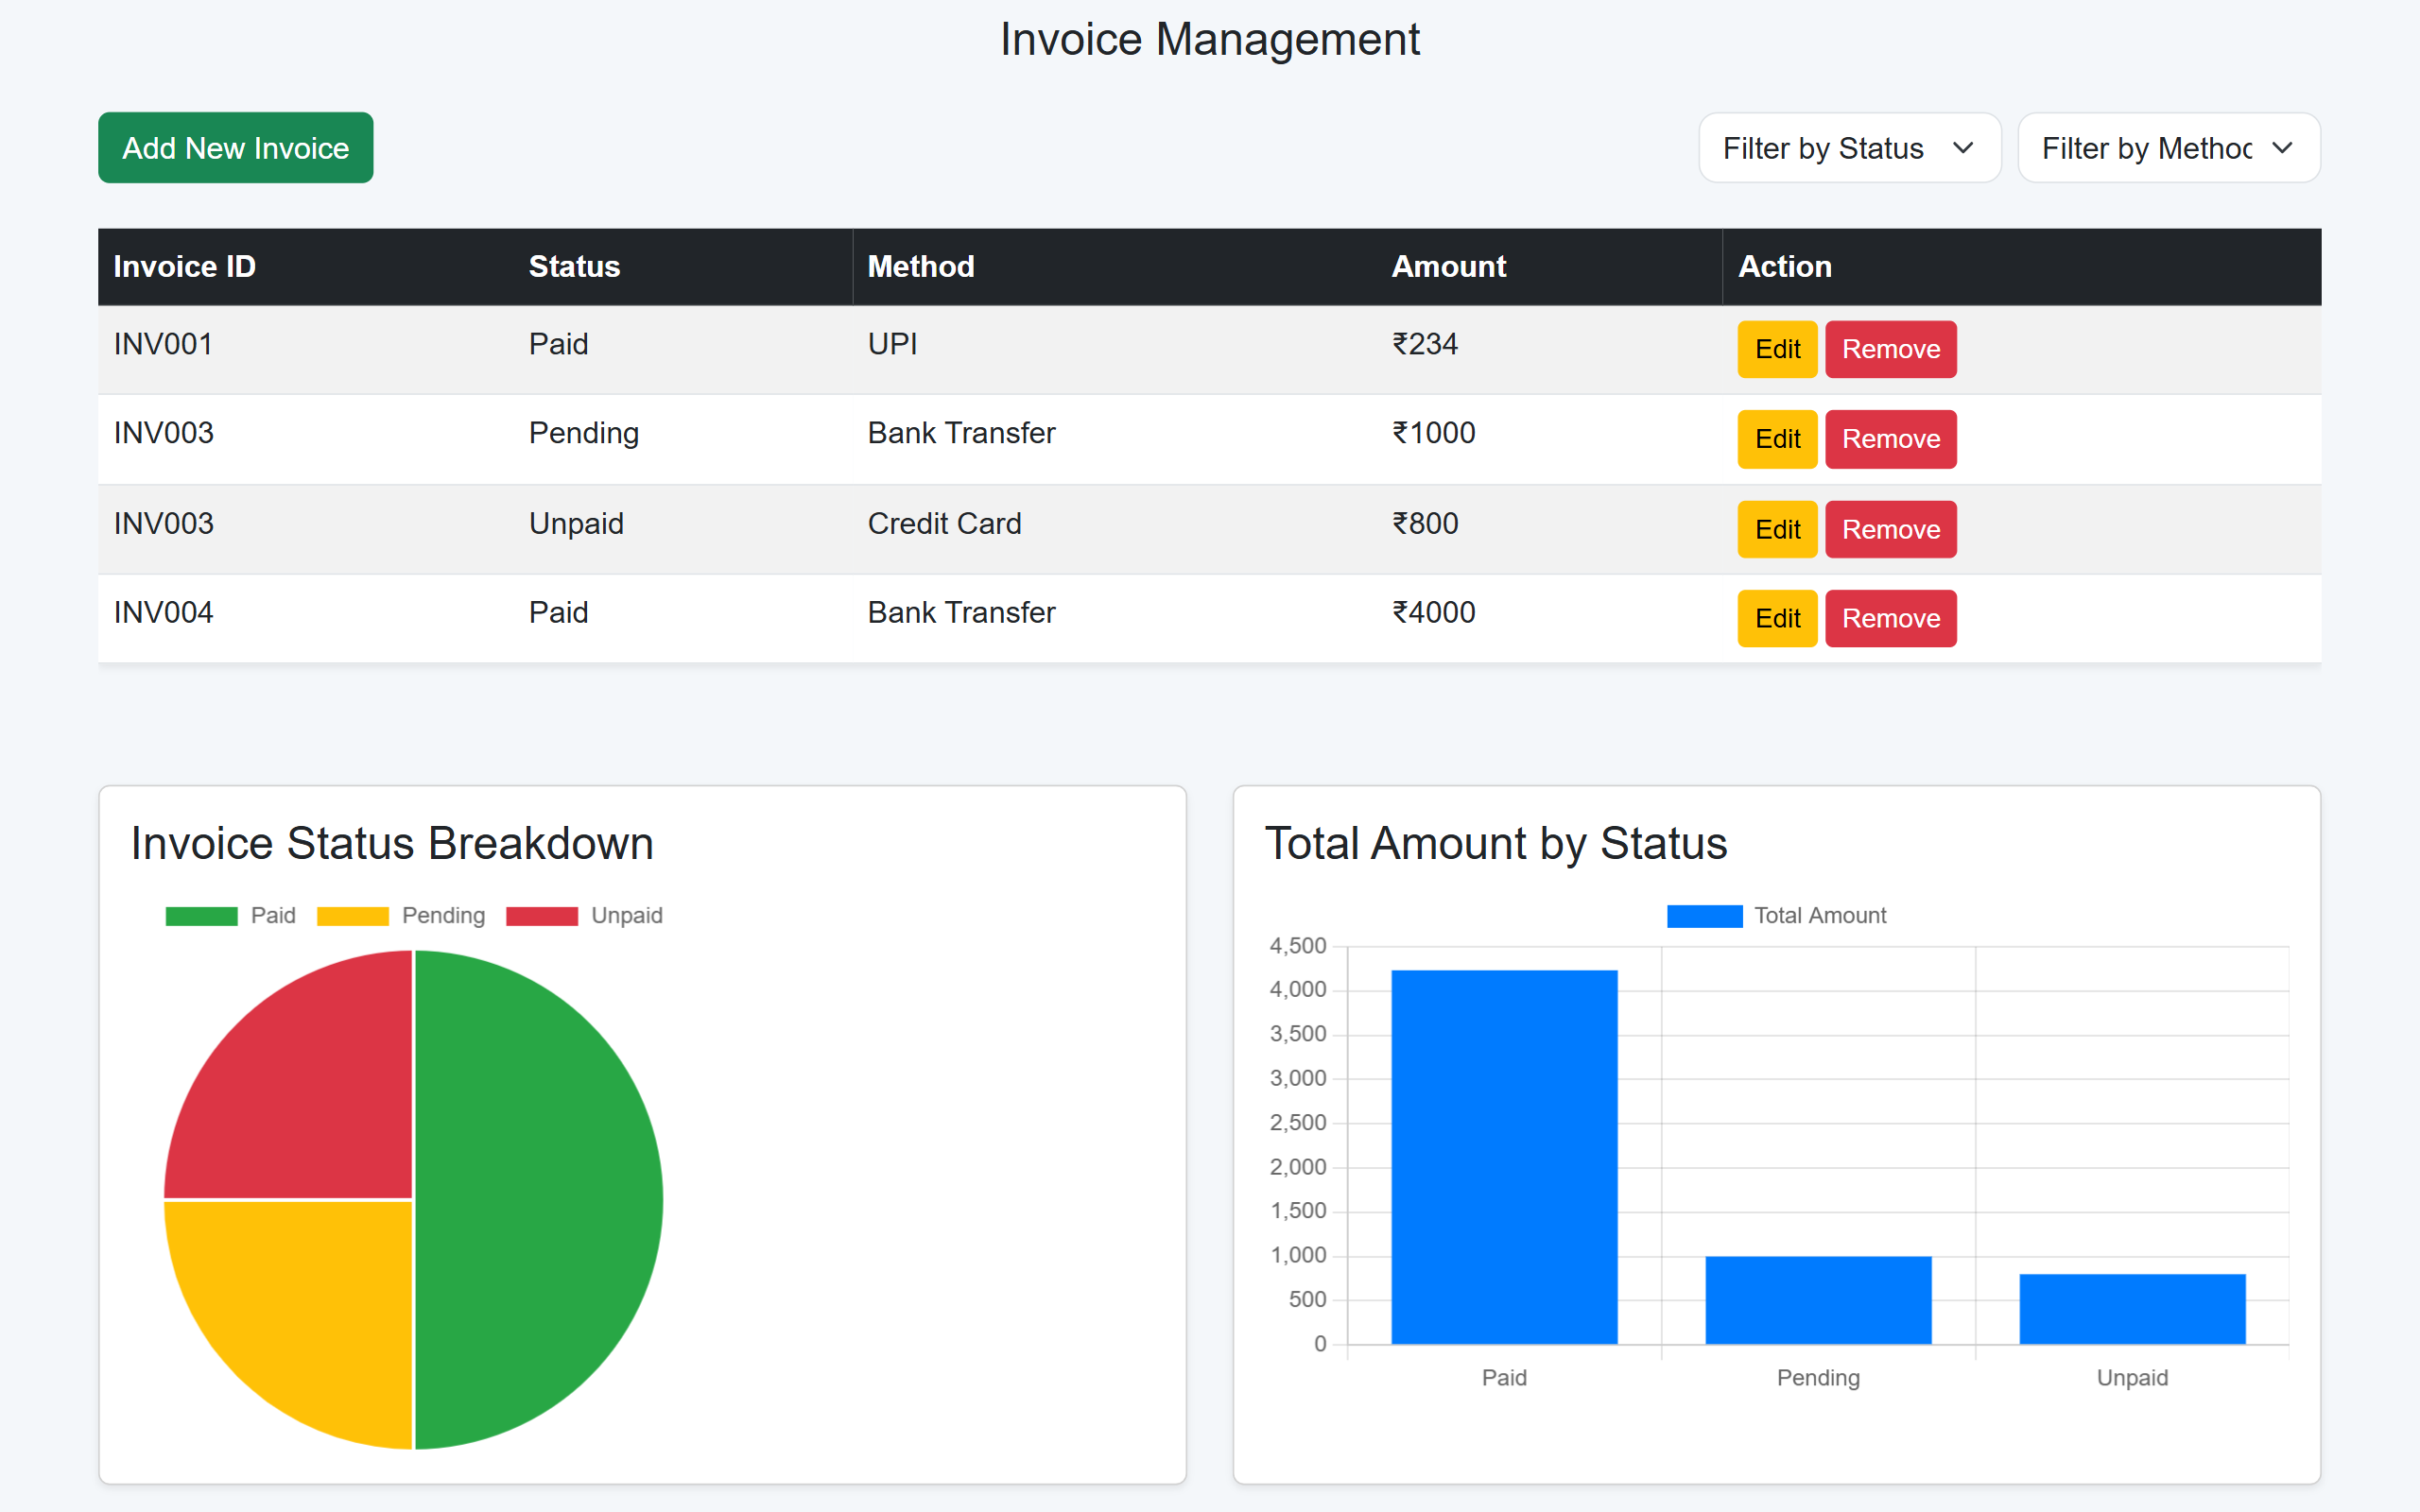 Invoice Management
Add New Invoice Filter by Status Filter by Methoc
Invoice ID Status Method Amount Action
INV001 Paid UPI ₹234 Edit Remove
INV003 Pending Bank Transfer ₹1000 Edit Remove
INV003 Unpaid Credit Card ₹800 Edit Remove
INV004 Paid Bank Transfer ₹4000 Edit Remove
Invoice Status Breakdown
Paid Pending Unpaid
Total Amount by Status
Total Amount
4,500
4,000
3,500
3,000
2,500
2,000
1,500
1,000
500
0
Paid Pending Unpaid